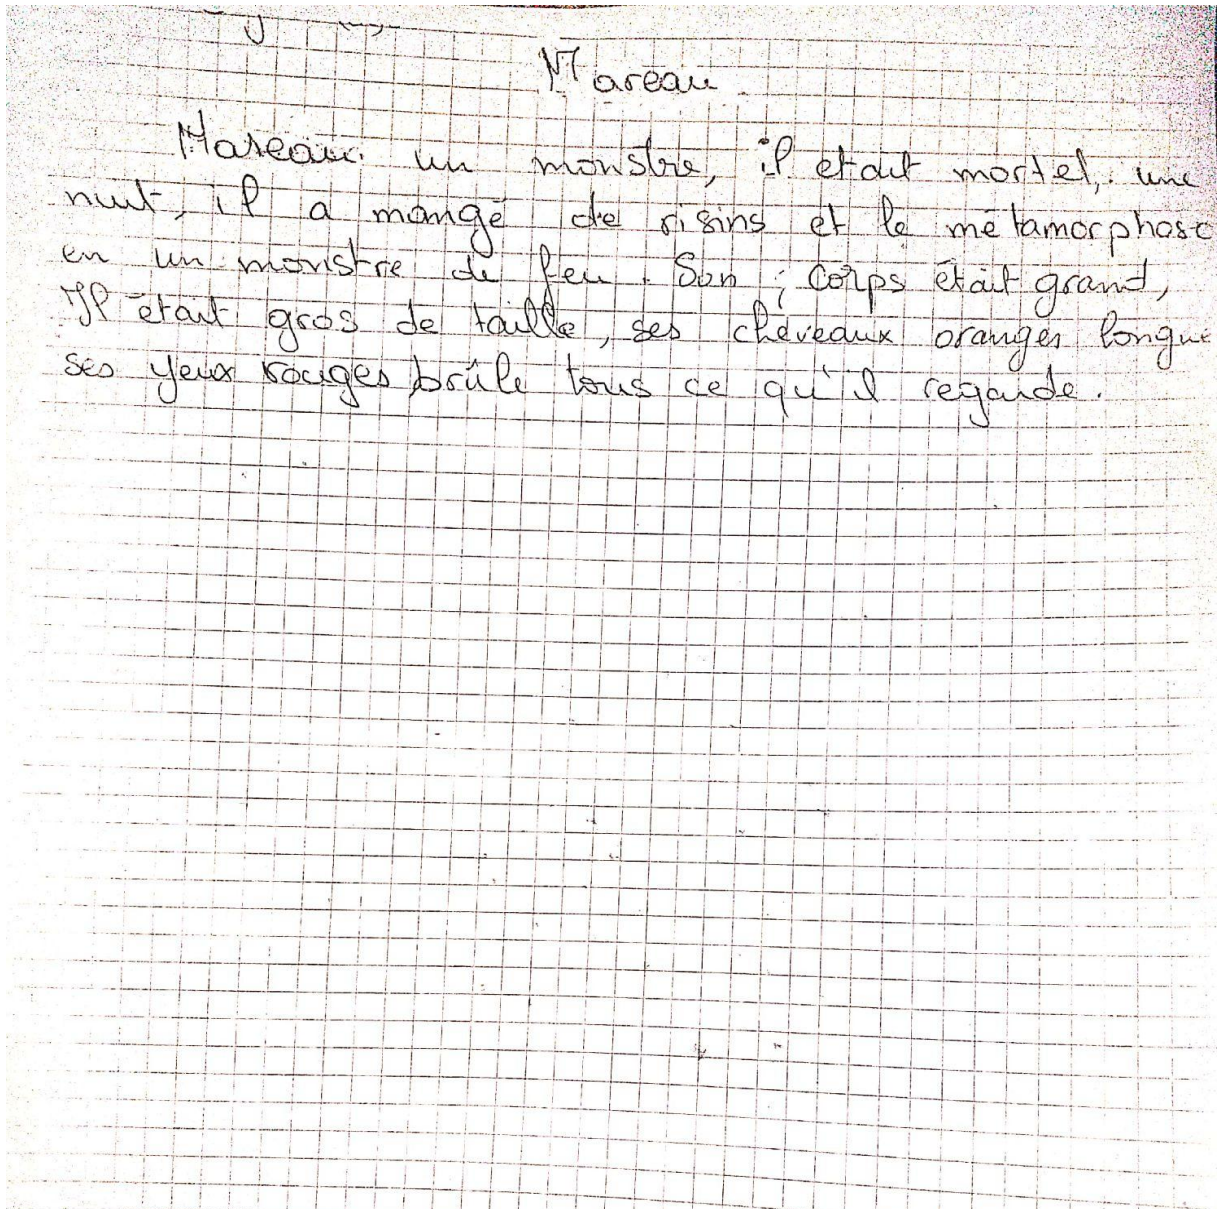 Mareau
Mareau un monstre, il etait mortel, une
nuit, il a mangé de risins et le métamorphose
en un monstre de feu. Son, corps était grand,
Il était gros de taille, ses cheveaux oranges longue
ses yeux rouges brûle tous ce qu'il regarde.